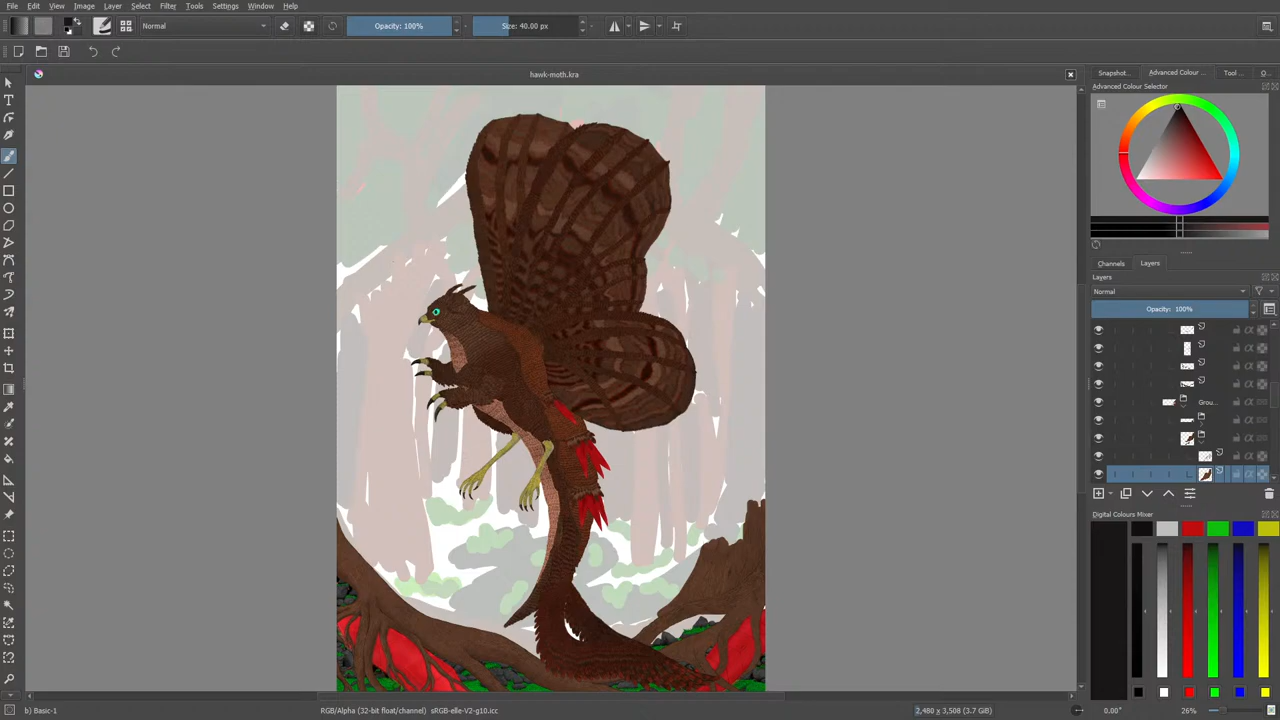 File Edit View Image Layer Select Filter Tools Settings Window Help
Normal Opacity: 100% Size: 40.00 px
hawk-moth.kra
Snapshot... Advanced Colour ... Tool ... O...
Advanced Colour Selector
Channels Layers
Layers
Normal
Opacity: 100%
Grou...
Digital Colours Mixer
b) Basic-1 RGB/Alpha (32-bit float/channel) sRGB-elle-V2-g10.icc 2,480 x 3,508 (3.7 GiB) 0.00° 26%